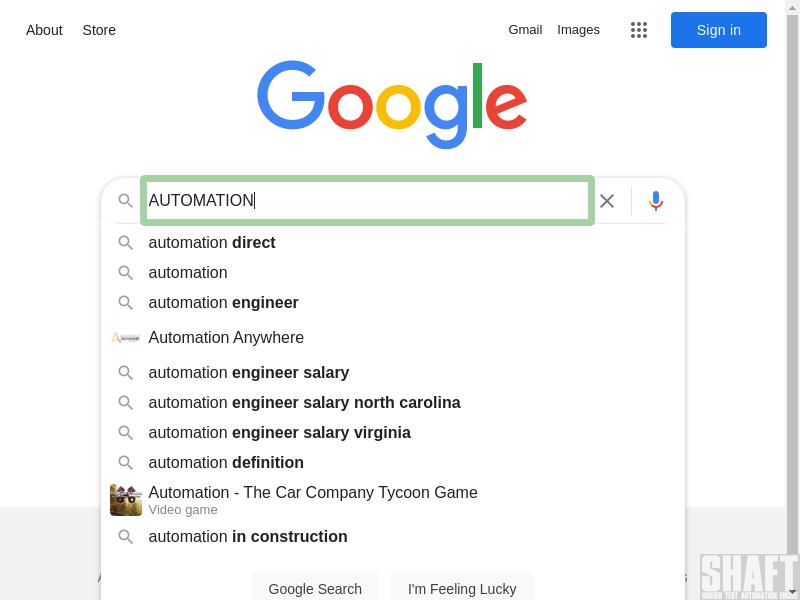 About Store Gmail Images Sign in
Google
AUTOMATION
automation direct
automation
automation engineer
Automation Anywhere
automation engineer salary
automation engineer salary north carolina
automation engineer salary virginia
automation definition
Automation - The Car Company Tycoon Game
Video game
automation in construction
Google Search I'm Feeling Lucky
SHAFT